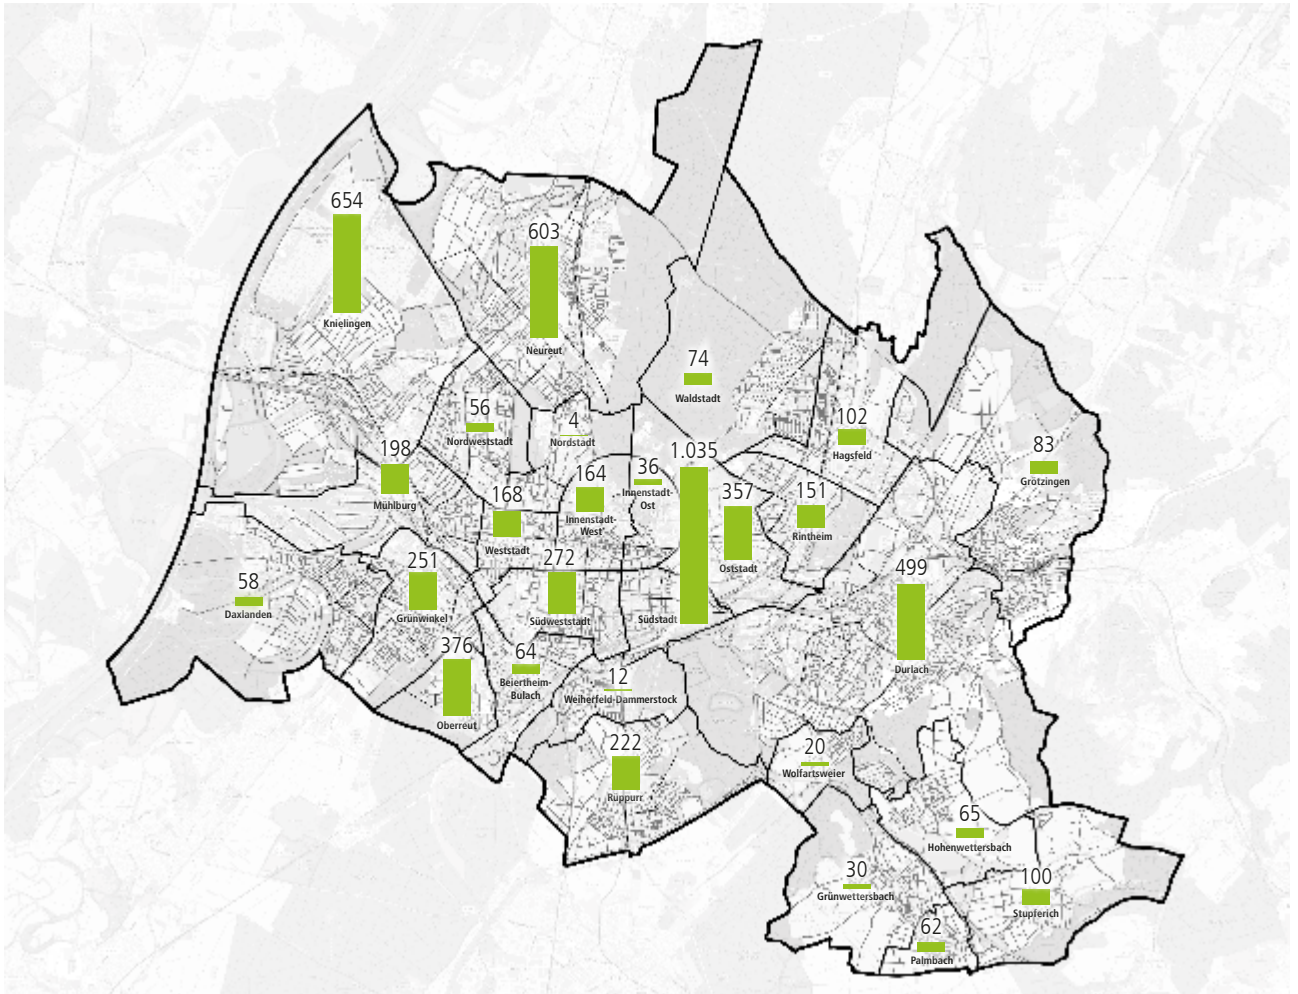 654
Knielingen
603
Neureut
74
Waldstadt
56
Nordweststadt
4
Nordstadt
102
Hagsfeld
83
Grötzingen
198
Mühlburg
168
Weststadt
164
Innenstadt-
West
36
Innenstadt-
Ost
1.035
Südstadt
357
Oststadt
151
Rintheim
58
Daxlanden
251
Grünwinkel
272
Südweststadt
499
Durlach
376
Oberreut
64
Beiertheim-
Bulach
12
Weiherfeld-Dammerstock
222
Rüppurr
20
Wolfartsweier
65
Hohenwettersbach
30
Grünwettersbach
100
Stupferich
62
Palmbach